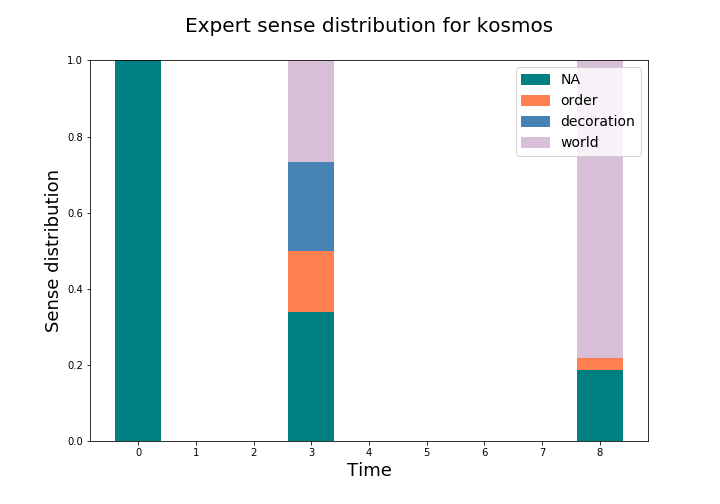 Expert sense distribution for kosmos
1.0
0.8
0.6
0.4
0.2
0.0
Sense distribution
NA
order
decoration
world
0 1 2 3 4 5 6 7 8
Time